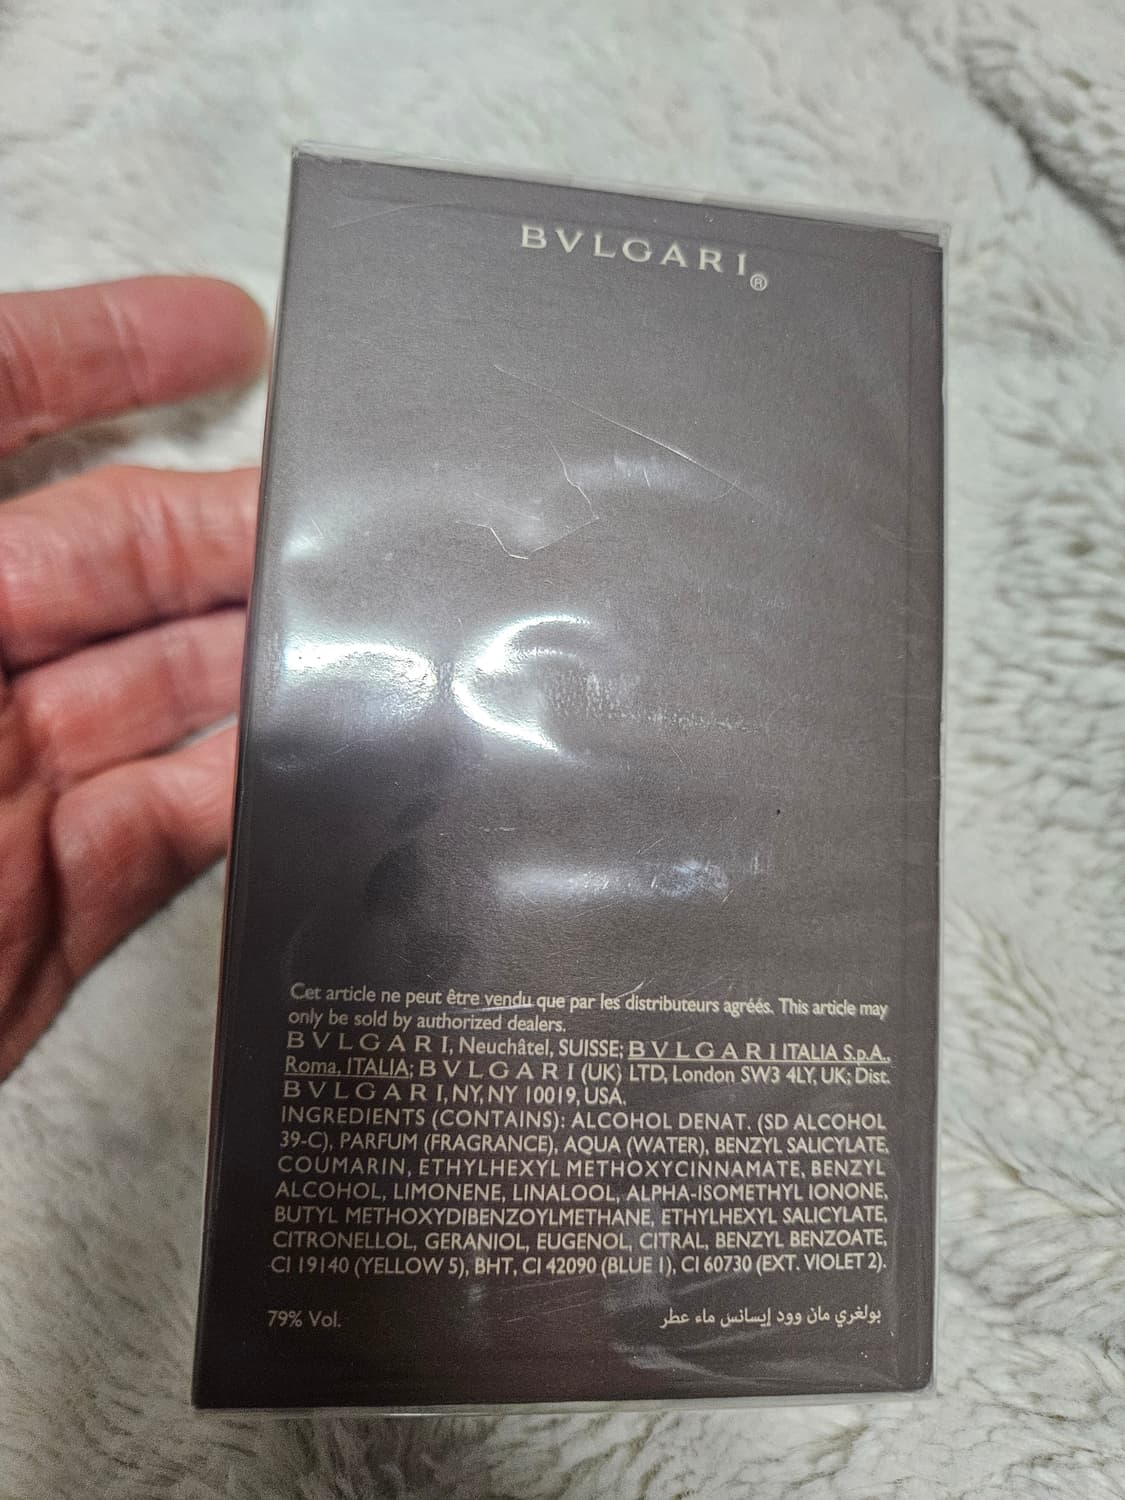 BVLGARI®
Cet article ne peut être vendu que par les distributeurs agréés. This article may
only be sold by authorized dealers.
BVLGARI, Neuchâtel, SUISSE; BVLGARI ITALIA S.p.A.,
Roma, ITALIA; BVLGARI (UK) LTD, London SW3 4LY, UK; Dist.
BVLGARI, NY, NY 10019, USA.
INGREDIENTS (CONTAINS): ALCOHOL DENAT. (SD ALCOHOL
39-C), PARFUM (FRAGRANCE), AQUA (WATER), BENZYL SALICYLATE,
COUMARIN, ETHYLHEXYL METHOXYCINNAMATE, BENZYL
ALCOHOL, LIMONENE, LINALOOL, ALPHA-ISOMETHYL IONONE,
BUTYL METHOXYDIBENZOYLMETHANE, ETHYLHEXYL SALICYLATE,
CITRONELLOL, GERANIOL, EUGENOL, CITRAL, BENZYL BENZOATE,
CI 19140 (YELLOW 5), BHT, CI 42090 (BLUE 1), CI 60730 (EXT. VIOLET 2).
79% Vol.
بولغري مان وود إيسانس ماء عطر